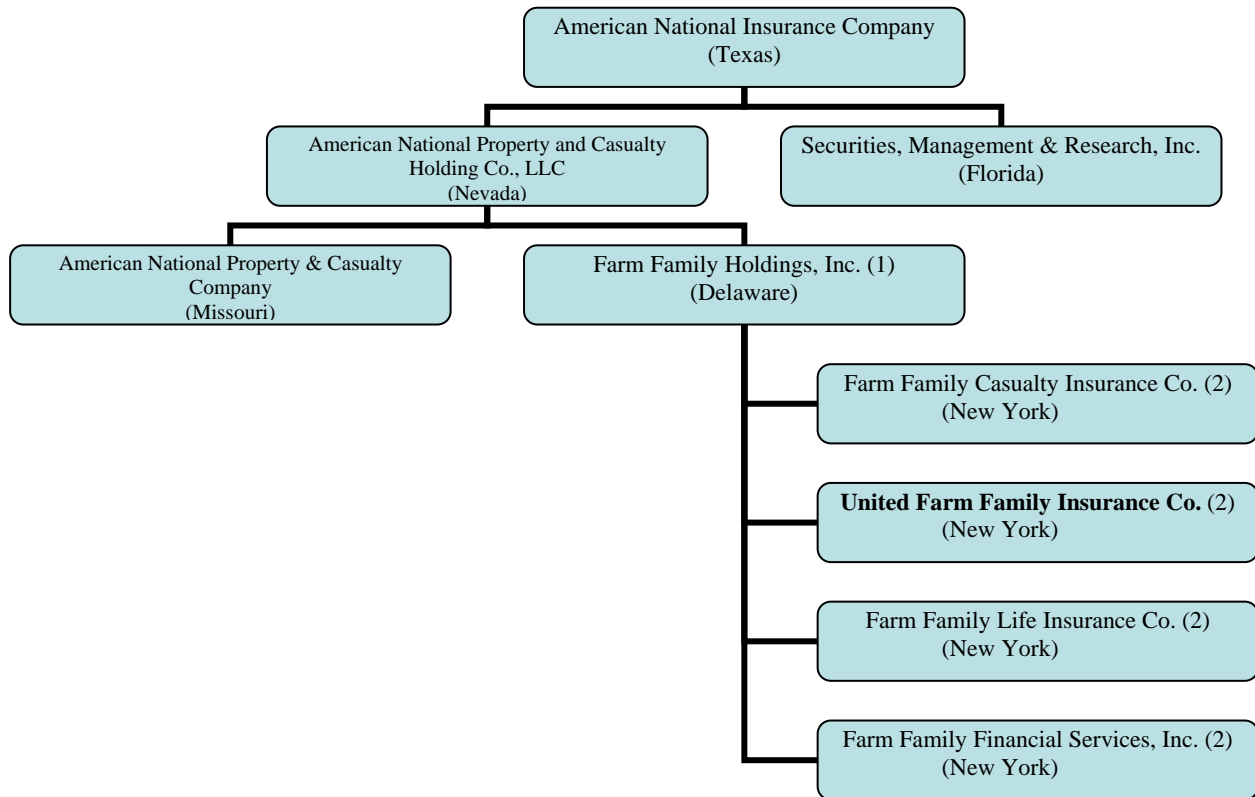 American National Insurance Company
(Texas)
American National Property and Casualty
Holding Co., LLC
(Nevada)
Securities, Management & Research, Inc.
(Florida)
American National Property & Casualty
Company
(Missouri)
Farm Family Holdings, Inc. (1)
(Delaware)
Farm Family Casualty Insurance Co. (2)
(New York)
United Farm Family Insurance Co. (2)
(New York)
Farm Family Life Insurance Co. (2)
(New York)
Farm Family Financial Services, Inc. (2)
(New York)